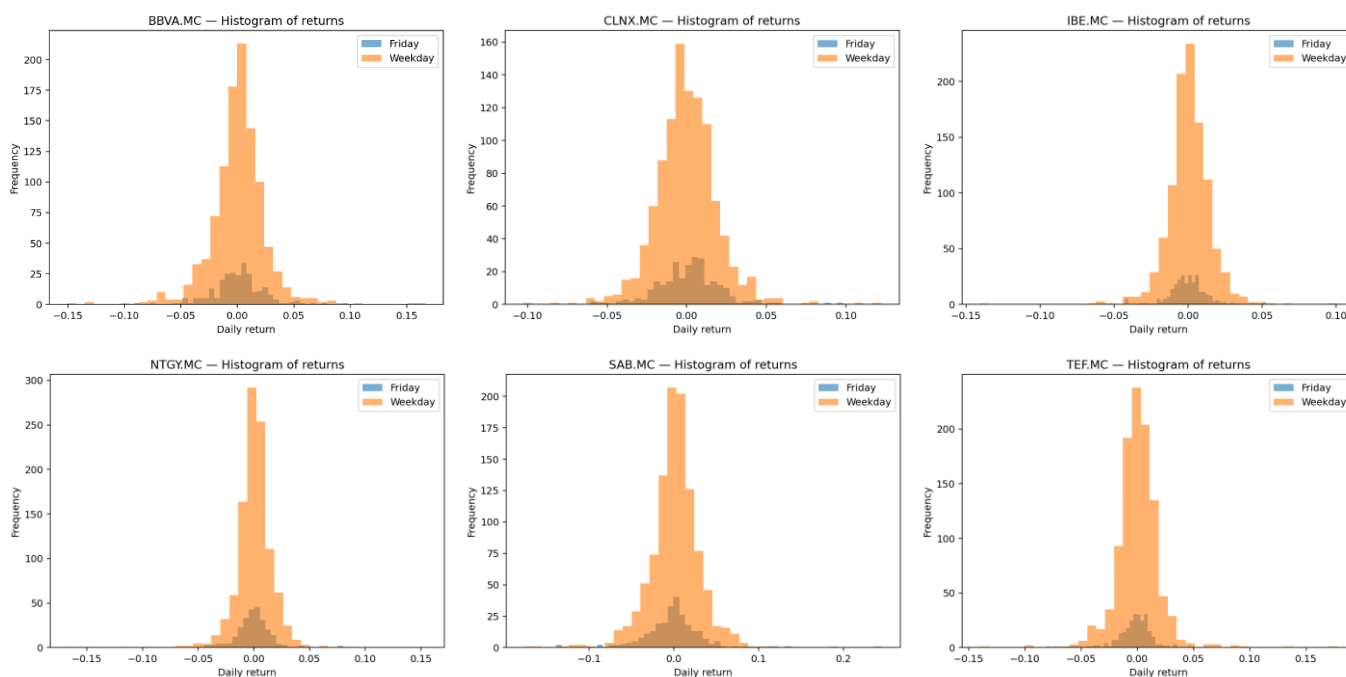 BBVA.MC — Histogram of returns
Friday
Weekday
200
175
150
125
100
75
50
25
0
Frequency
−0.15 −0.10 −0.05 0.00 0.05 0.10 0.15
Daily return
CLNX.MC — Histogram of returns
Friday
Weekday
160
140
120
100
80
60
40
20
0
Frequency
−0.10 −0.05 0.00 0.05 0.10
Daily return
IBE.MC — Histogram of returns
Friday
Weekday
200
150
100
50
0
Frequency
−0.15 −0.10 −0.05 0.00 0.05 0.10
Daily return
NTGY.MC — Histogram of returns
Friday
Weekday
300
250
200
150
100
50
0
Frequency
−0.15 −0.10 −0.05 0.00 0.05 0.10 0.15
Daily return
SAB.MC — Histogram of returns
Friday
Weekday
200
175
150
125
100
75
50
25
0
Frequency
−0.1 0.0 0.1 0.2
Daily return
TEF.MC — Histogram of returns
Friday
Weekday
200
150
100
50
0
Frequency
−0.15 −0.10 −0.05 0.00 0.05 0.10 0.15
Daily return